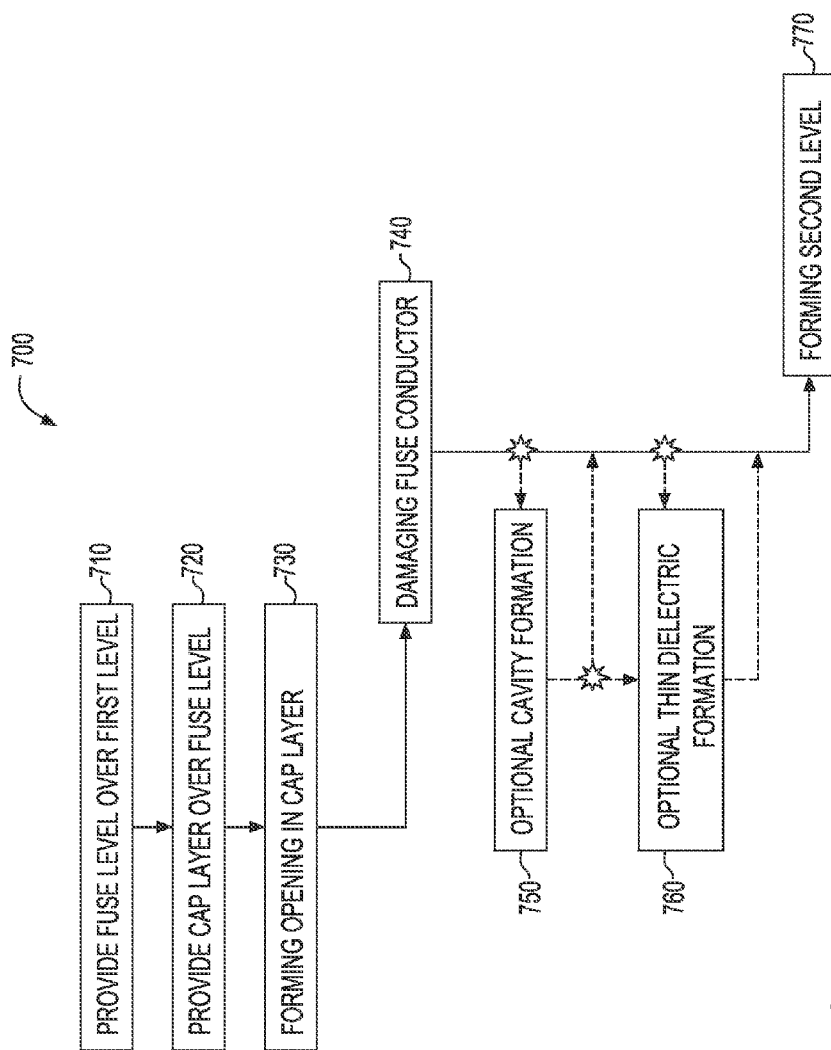 700
PROVIDE FUSE LEVEL OVER FIRST LEVEL
710
PROVIDE CAP LAYER OVER FUSE LEVEL
720
FORMING OPENING IN CAP LAYER
730
DAMAGING FUSE CONDUCTOR
740
OPTIONAL CAVITY FORMATION
750
OPTIONAL THIN DIELECTRIC
FORMATION
760
FORMING SECOND LEVEL
770